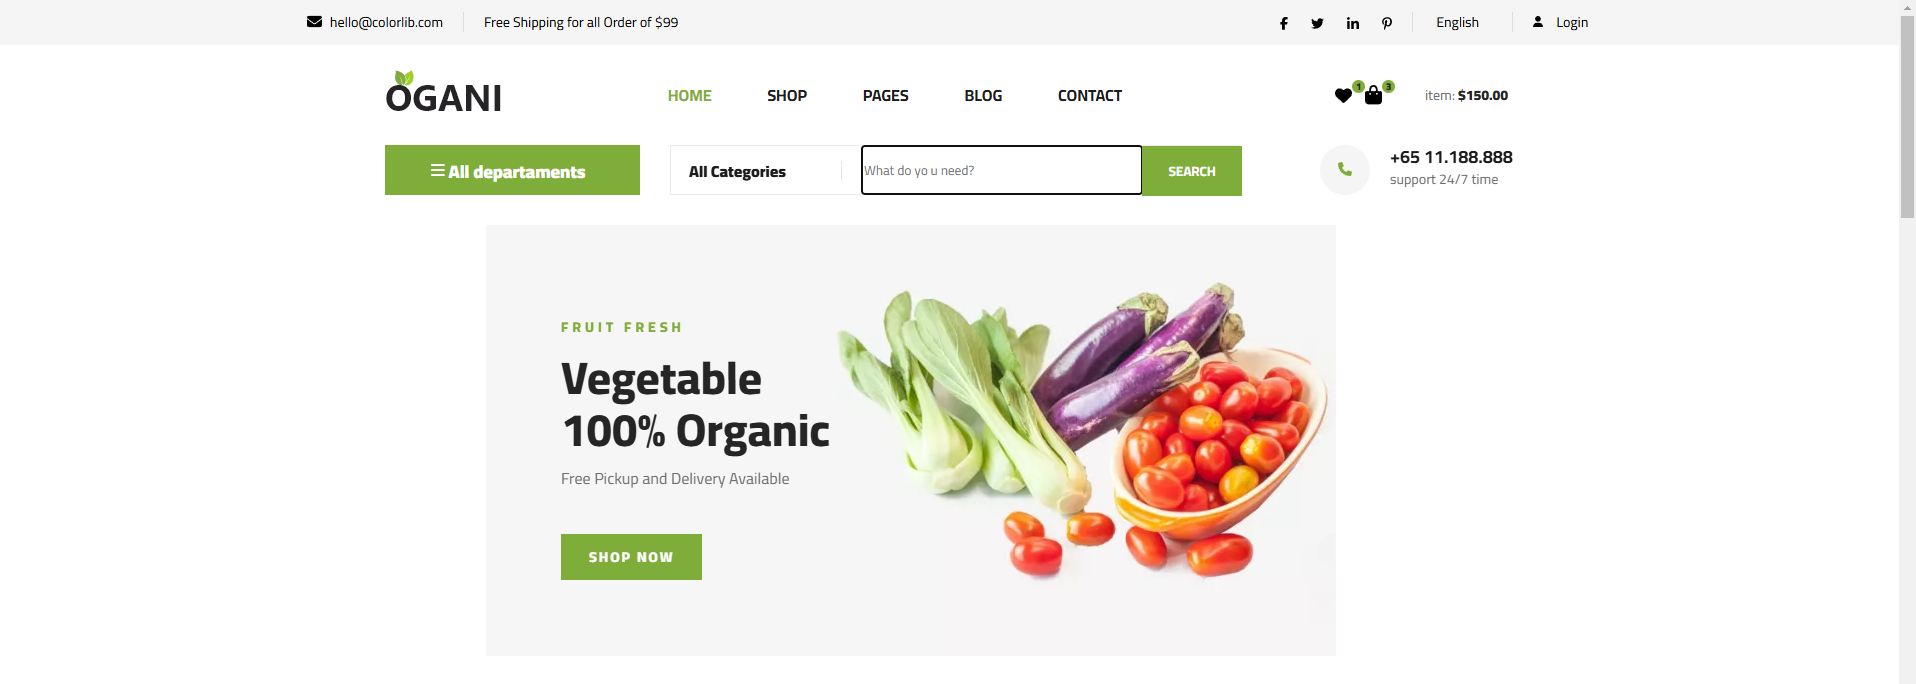 hello@colorlib.com Free Shipping for all Order of $99 English Login
OGANI HOME SHOP PAGES BLOG CONTACT 1 3 item: $150.00
All departaments All Categories What do yo u need? SEARCH +65 11.188.888
support 24/7 time
FRUIT FRESH
Vegetable
100% Organic
Free Pickup and Delivery Available
SHOP NOW